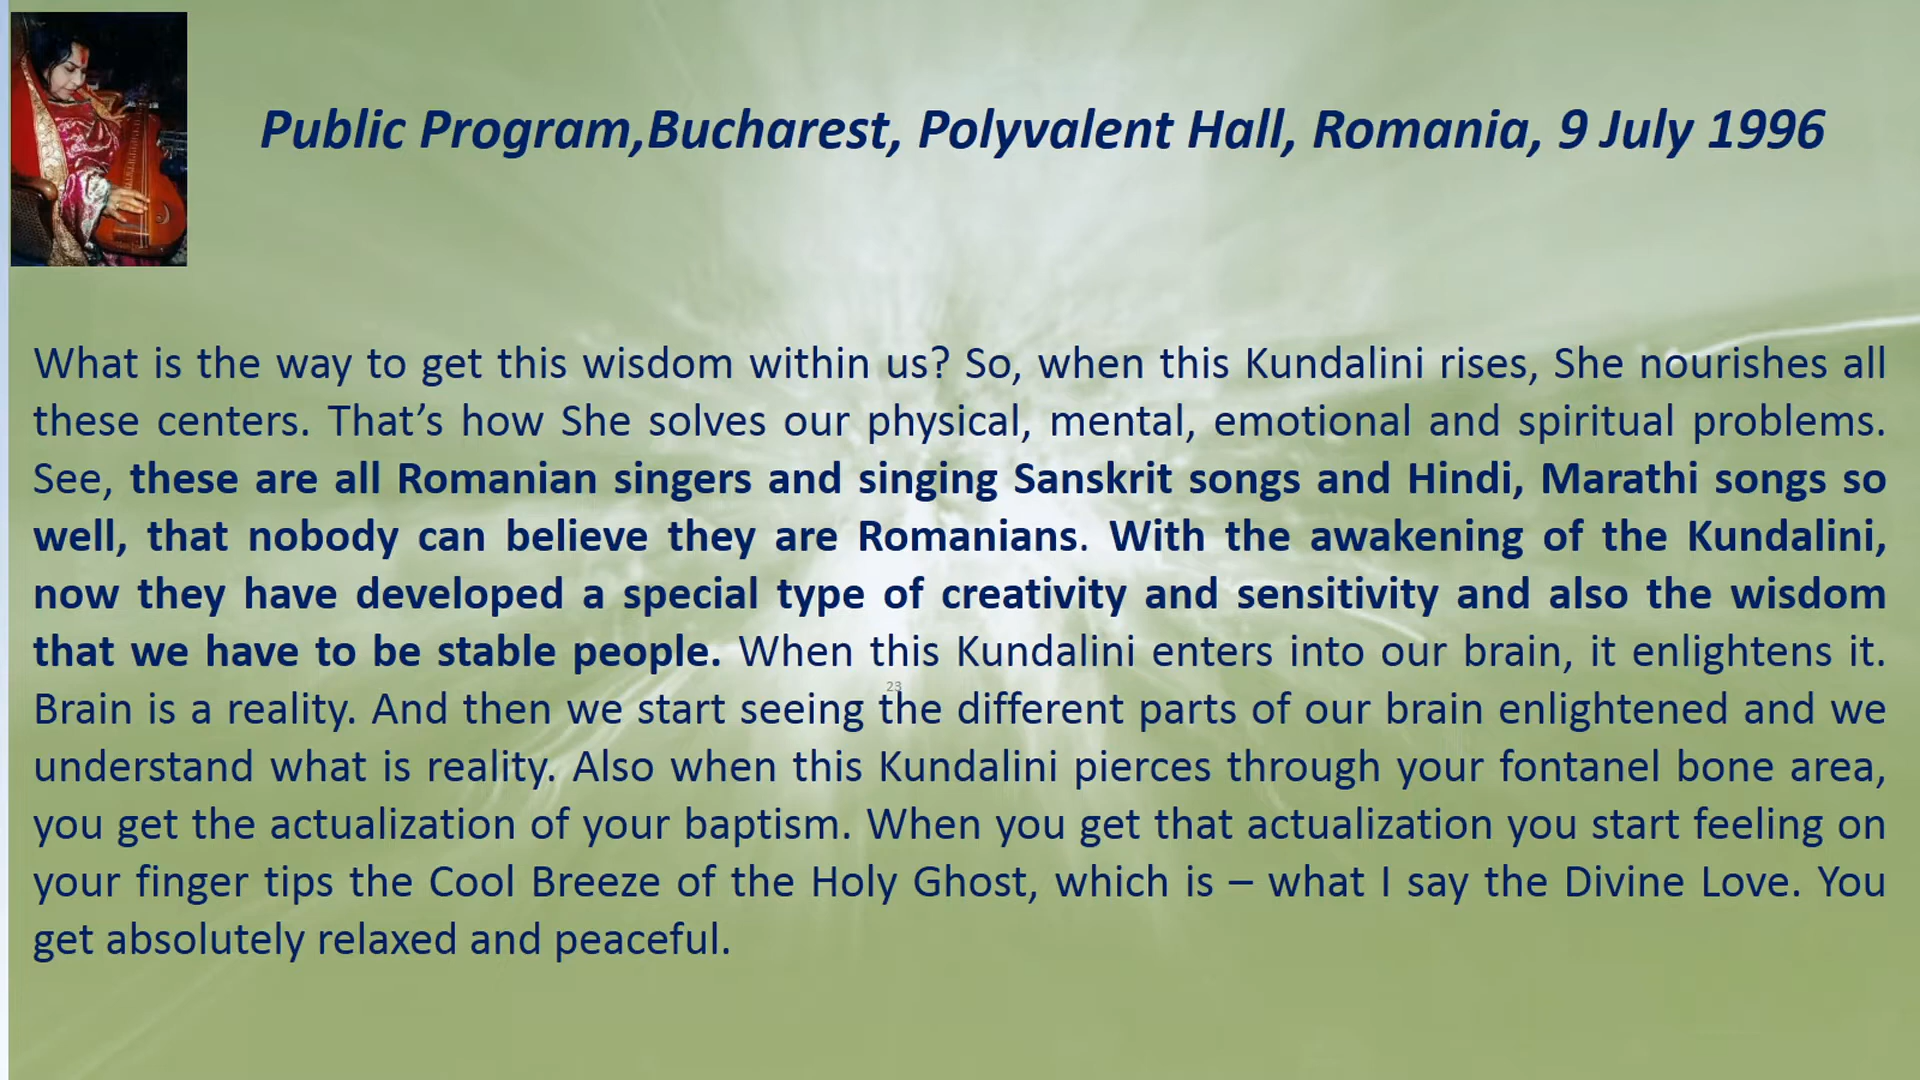 Public Program,Bucharest, Polyvalent Hall, Romania, 9 July 1996
What is the way to get this wisdom within us? So, when this Kundalini rises, She nourishes all
these centers. That’s how She solves our physical, mental, emotional and spiritual problems.
See, these are all Romanian singers and singing Sanskrit songs and Hindi, Marathi songs so
well, that nobody can believe they are Romanians. With the awakening of the Kundalini,
now they have developed a special type of creativity and sensitivity and also the wisdom
that we have to be stable people. When this Kundalini enters into our brain, it enlightens it.
23
Brain is a reality. And then we start seeing the different parts of our brain enlightened and we
understand what is reality. Also when this Kundalini pierces through your fontanel bone area,
you get the actualization of your baptism. When you get that actualization you start feeling on
your finger tips the Cool Breeze of the Holy Ghost, which is – what I say the Divine Love. You
get absolutely relaxed and peaceful.